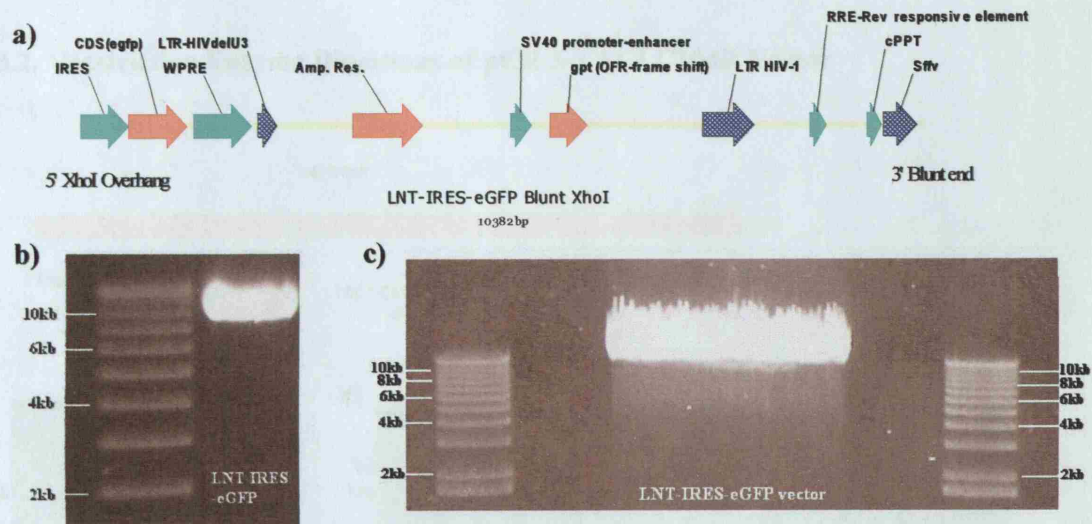 a)
RRE-Rev responsive element
CDS(egfp) LTR-HIVdelU3 SV40 promoter-enhancer cPPT
IRES WPRE Amp. Res. gpt (OFR-frame shift) LTR HIV-1 Sffv
5' XhoI Overhang 3' Blunt end
LNT-IRES-eGFP Blunt XhoI
10382bp
b)
10kb
6kb
4kb
2kb
LNT-IRES
-eGFP
c)
10kb 10kb
8kb 8kb
6kb 6kb
4kb 4kb
2kb 2kb
LNT-IRES-eGFP vector